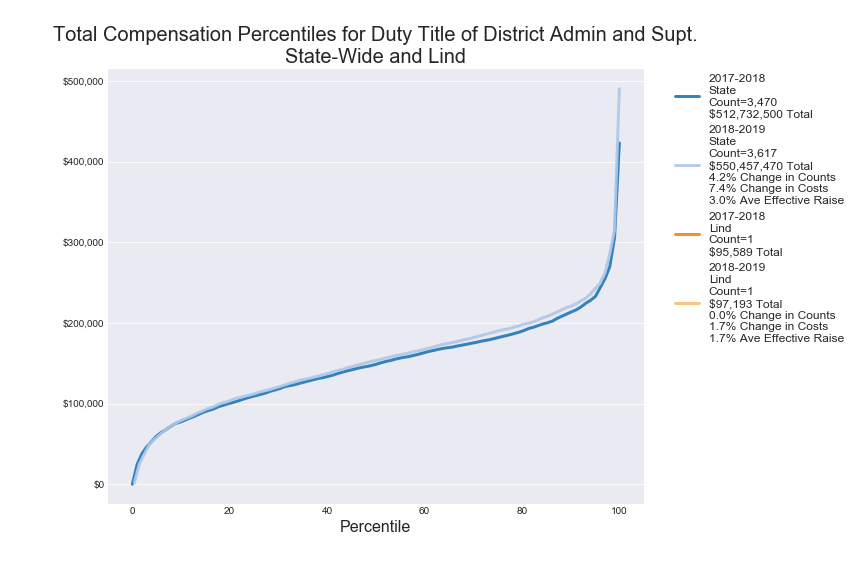 Total Compensation Percentiles for Duty Title of District Admin and Supt.
State-Wide and Lind
$500,000
$400,000
$300,000
$200,000
$100,000
$0
0
20
40
60
80
100
Percentile
2017-2018
State
Count=3,470
$512,732,500 Total
2018-2019
State
Count=3,617
$550,457,470 Total
4.2% Change in Counts
7.4% Change in Costs
3.0% Ave Effective Raise
2017-2018
Lind
Count=1
$95,589 Total
2018-2019
Lind
Count=1
$97,193 Total
0.0% Change in Counts
1.7% Change in Costs
1.7% Ave Effective Raise